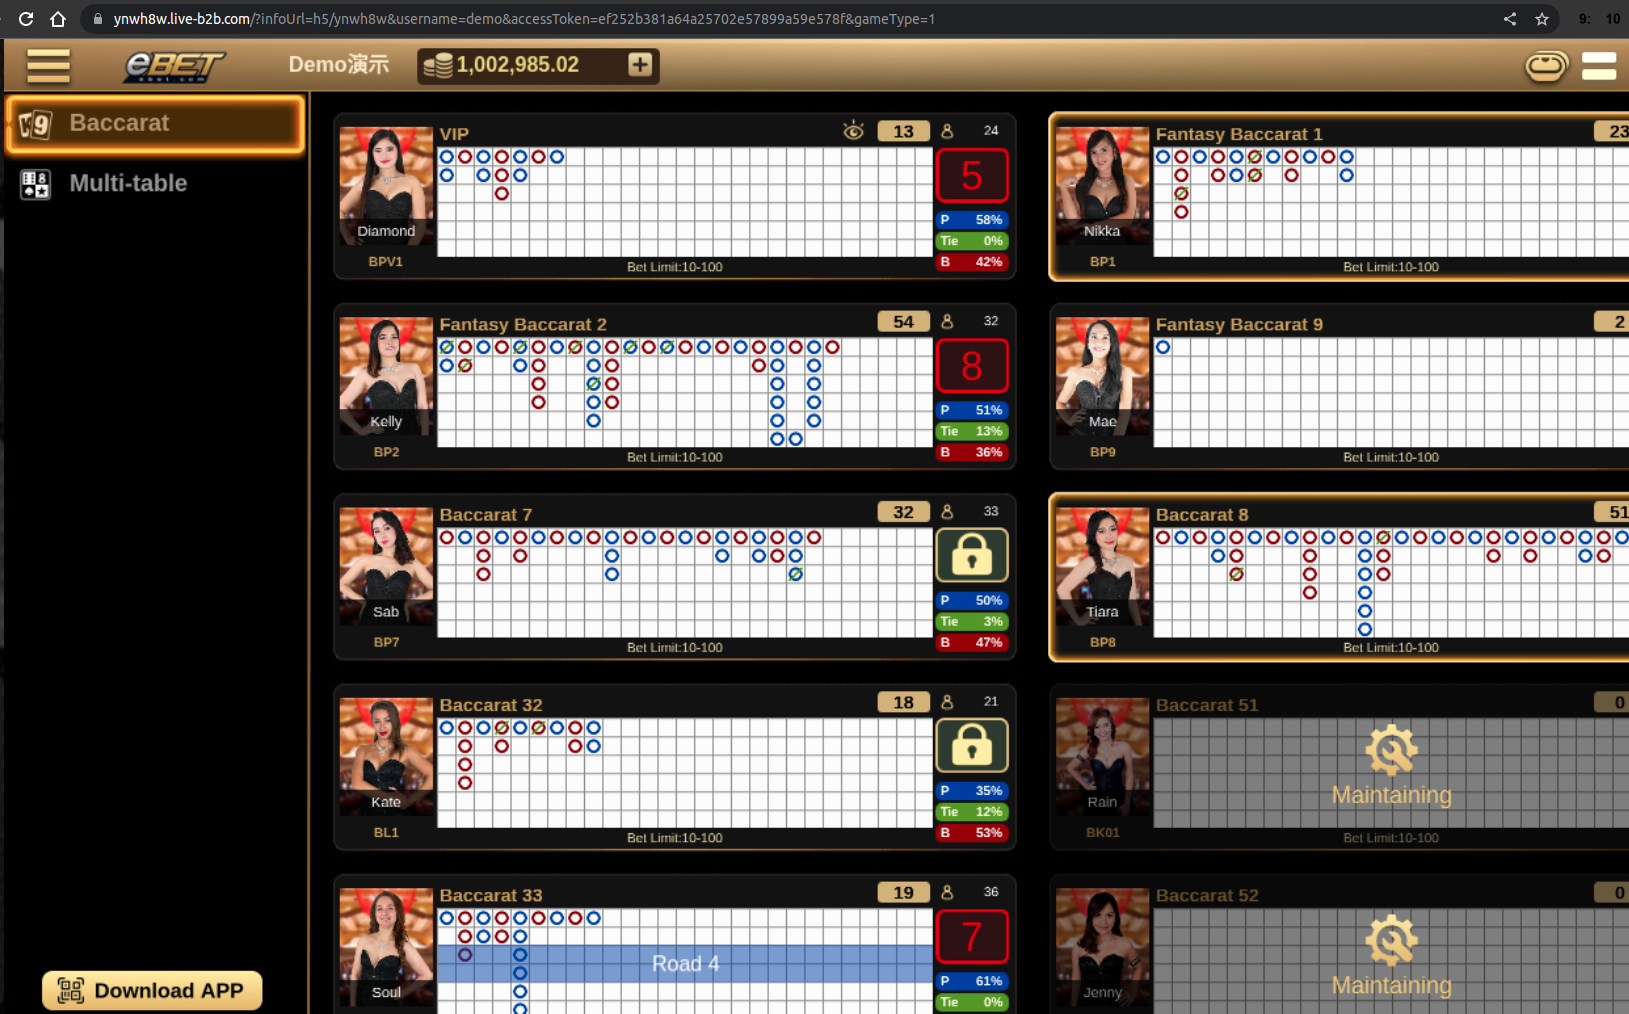 ynwh8w.live-b2b.com/?infoUrl=h5/ynwh8w&username=demo&accessToken=ef252b381a64a25702e57899a59e578f&gameType=1
9: 10
eBET
ebet.com
Demo演示
1,002,985.02
K9 Baccarat
Multi-table
Download APP
VIP
13
24
5
Diamond
BPV1
P 58%
Tie 0%
B 42%
Bet Limit:10-100
Fantasy Baccarat 1
23
Nikka
BP1
Bet Limit:10-100
Fantasy Baccarat 2
54
32
8
Kelly
BP2
P 51%
Tie 13%
B 36%
Bet Limit:10-100
Fantasy Baccarat 9
2
Mae
BP9
Bet Limit:10-100
Baccarat 7
32
33
Sab
BP7
P 50%
Tie 3%
B 47%
Bet Limit:10-100
Baccarat 8
51
Tiara
BP8
Bet Limit:10-100
Baccarat 32
18
21
Kate
BL1
P 35%
Tie 12%
B 53%
Bet Limit:10-100
Baccarat 51
0
Rain
BK01
Maintaining
Bet Limit:10-100
Baccarat 33
19
36
7
Road 4
Soul
P 61%
Tie 0%
Baccarat 52
0
Jenny
Maintaining